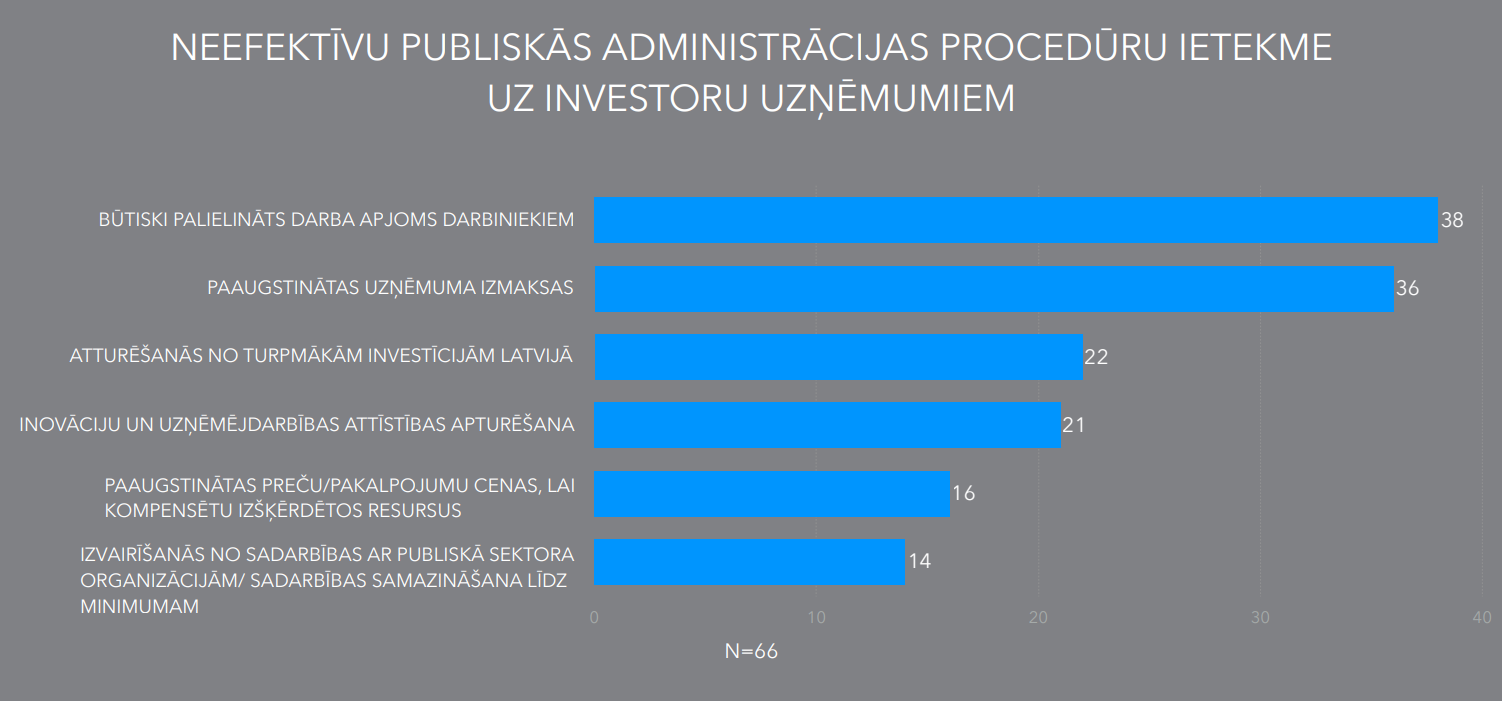 NEEFEKTĪVU PUBLISKĀS ADMINISTRĀCIJAS PROCEDŪRU IETEKME
UZ INVESTORU UZŅĒMUMIEM
BŪTISKI PALIELINĀTS DARBA APJOMS DARBINIEKIEM
38
PAAUGSTINĀTAS UZŅĒMUMA IZMAKSAS
36
ATTURĒŠANĀS NO TURPMĀKĀM INVESTĪCIJĀM LATVIJĀ
22
INOVĀCIJU UN UZŅĒMĒJDARBĪBAS ATTĪSTĪBAS APTURĒŠANA
21
PAAUGSTINĀTAS PREČU/PAKALPOJUMU CENAS, LAI
KOMPENSĒTU IZŠĶĒRDĒTOS RESURSUS
16
IZVAIRĪŠANĀS NO SADARBĪBAS AR PUBLISKĀ SEKTORA
ORGANIZĀCIJĀM/ SADARBĪBAS SAMAZINĀŠANA LĪDZ
MINIMUMAM
14
0 10 20 30 40
N=66